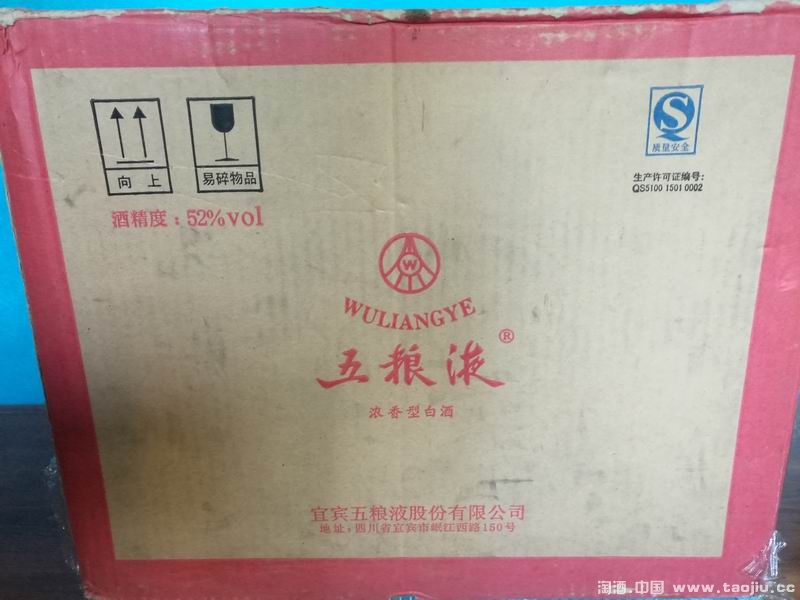 向 上
易碎物品
酒精度：52%vol
质量安全
生产许可证编号：
QS5100 1501 0002
W
WULIANGYE
五粮液®
浓香型白酒
宜宾五粮液股份有限公司
地址：四川省宜宾市岷江西路150号
淘酒·中国 www.taojiu.cc